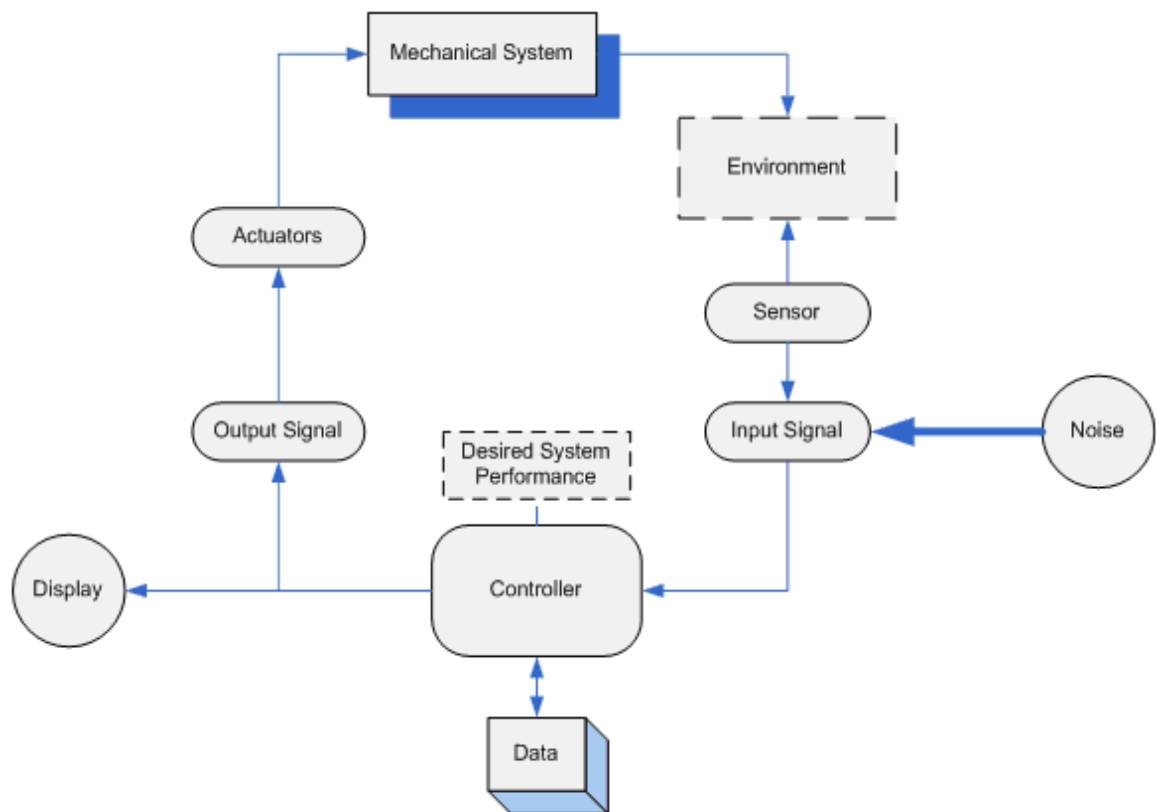 Mechanical System
Environment
Actuators
Sensor
Output Signal
Input Signal
Noise
Desired System
Performance
Display
Controller
Data